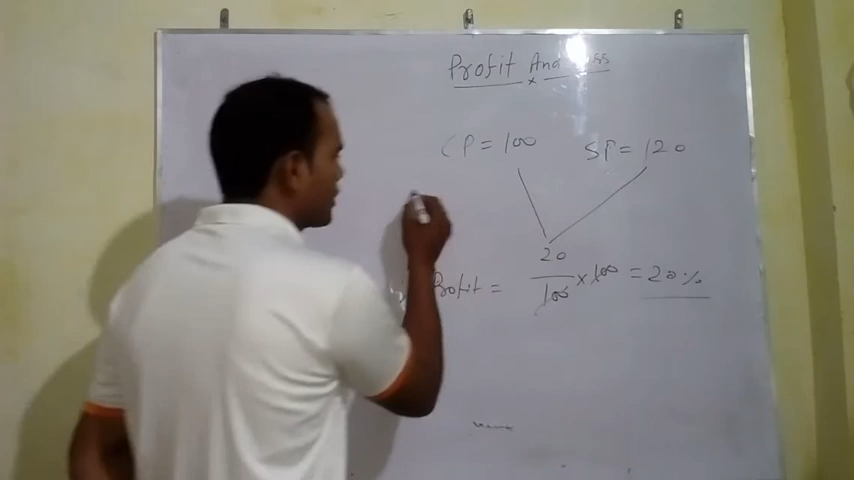 Profit And
CP = 100 SP = 120
20
Profit = 100 × 100 = 20 %